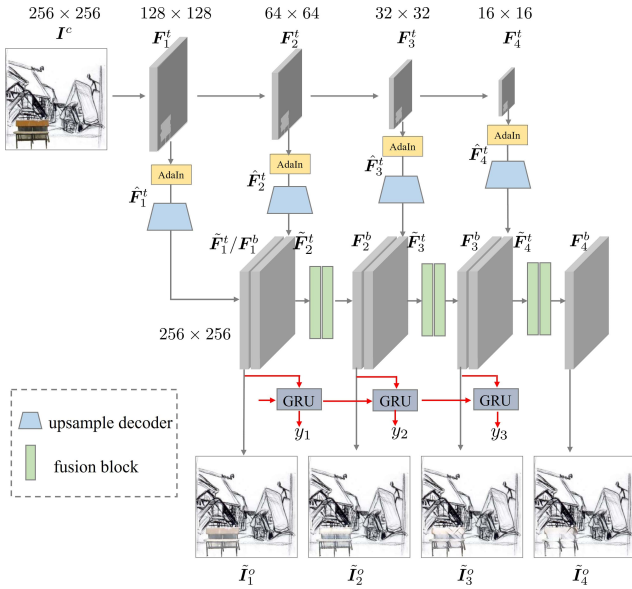 256 × 256
128 × 128
64 × 64
32 × 32
16 × 16
I^c
F_1^t
F_2^t
F_3^t
F_4^t
AdaIn
AdaIn
AdaIn
AdaIn
F̂_1^t
F̂_2^t
F̂_3^t
F̂_4^t
F̃_1^t/F_1^b
F̃_2^t
F_2^b
F̃_3^t
F_3^b
F̃_4^t
F_4^b
256 × 256
GRU
GRU
GRU
y_1
y_2
y_3
upsample decoder
fusion block
Ĩ_1^o
Ĩ_2^o
Ĩ_3^o
Ĩ_4^o